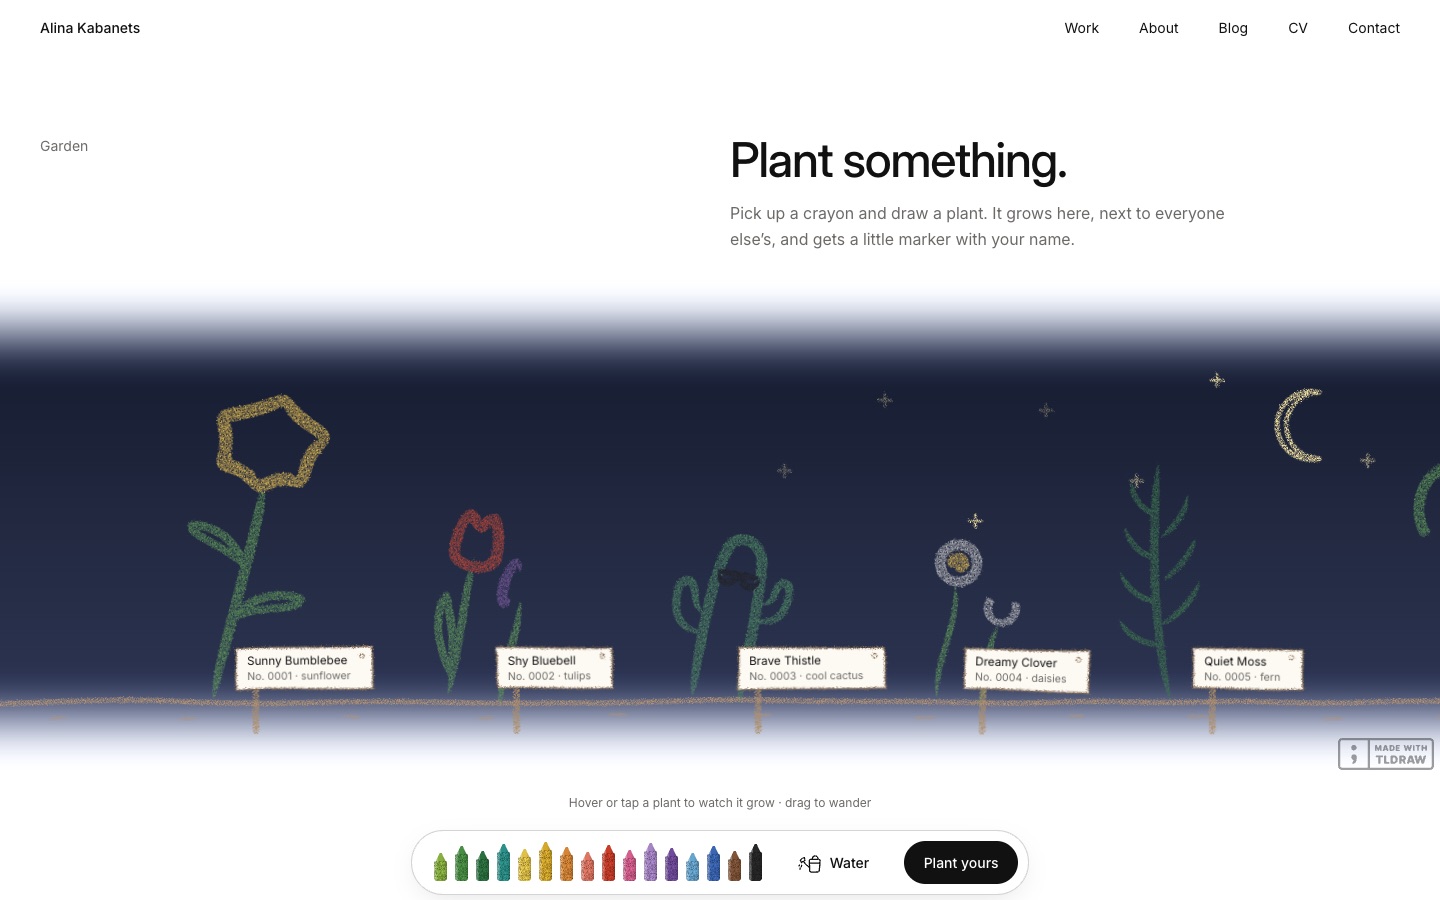 Alina Kabanets
Work
About
Blog
CV
Contact
Garden
Plant something.
Pick up a crayon and draw a plant. It grows here, next to everyone
else’s, and gets a little marker with your name.
Sunny Bumblebee
No. 0001 · sunflower
Shy Bluebell
No. 0002 · tulips
Brave Thistle
No. 0003 · cool cactus
Dreamy Clover
No. 0004 · daisies
Quiet Moss
No. 0005 · fern
MADE WITH
TLDRAW
Hover or tap a plant to watch it grow · drag to wander
Water
Plant yours